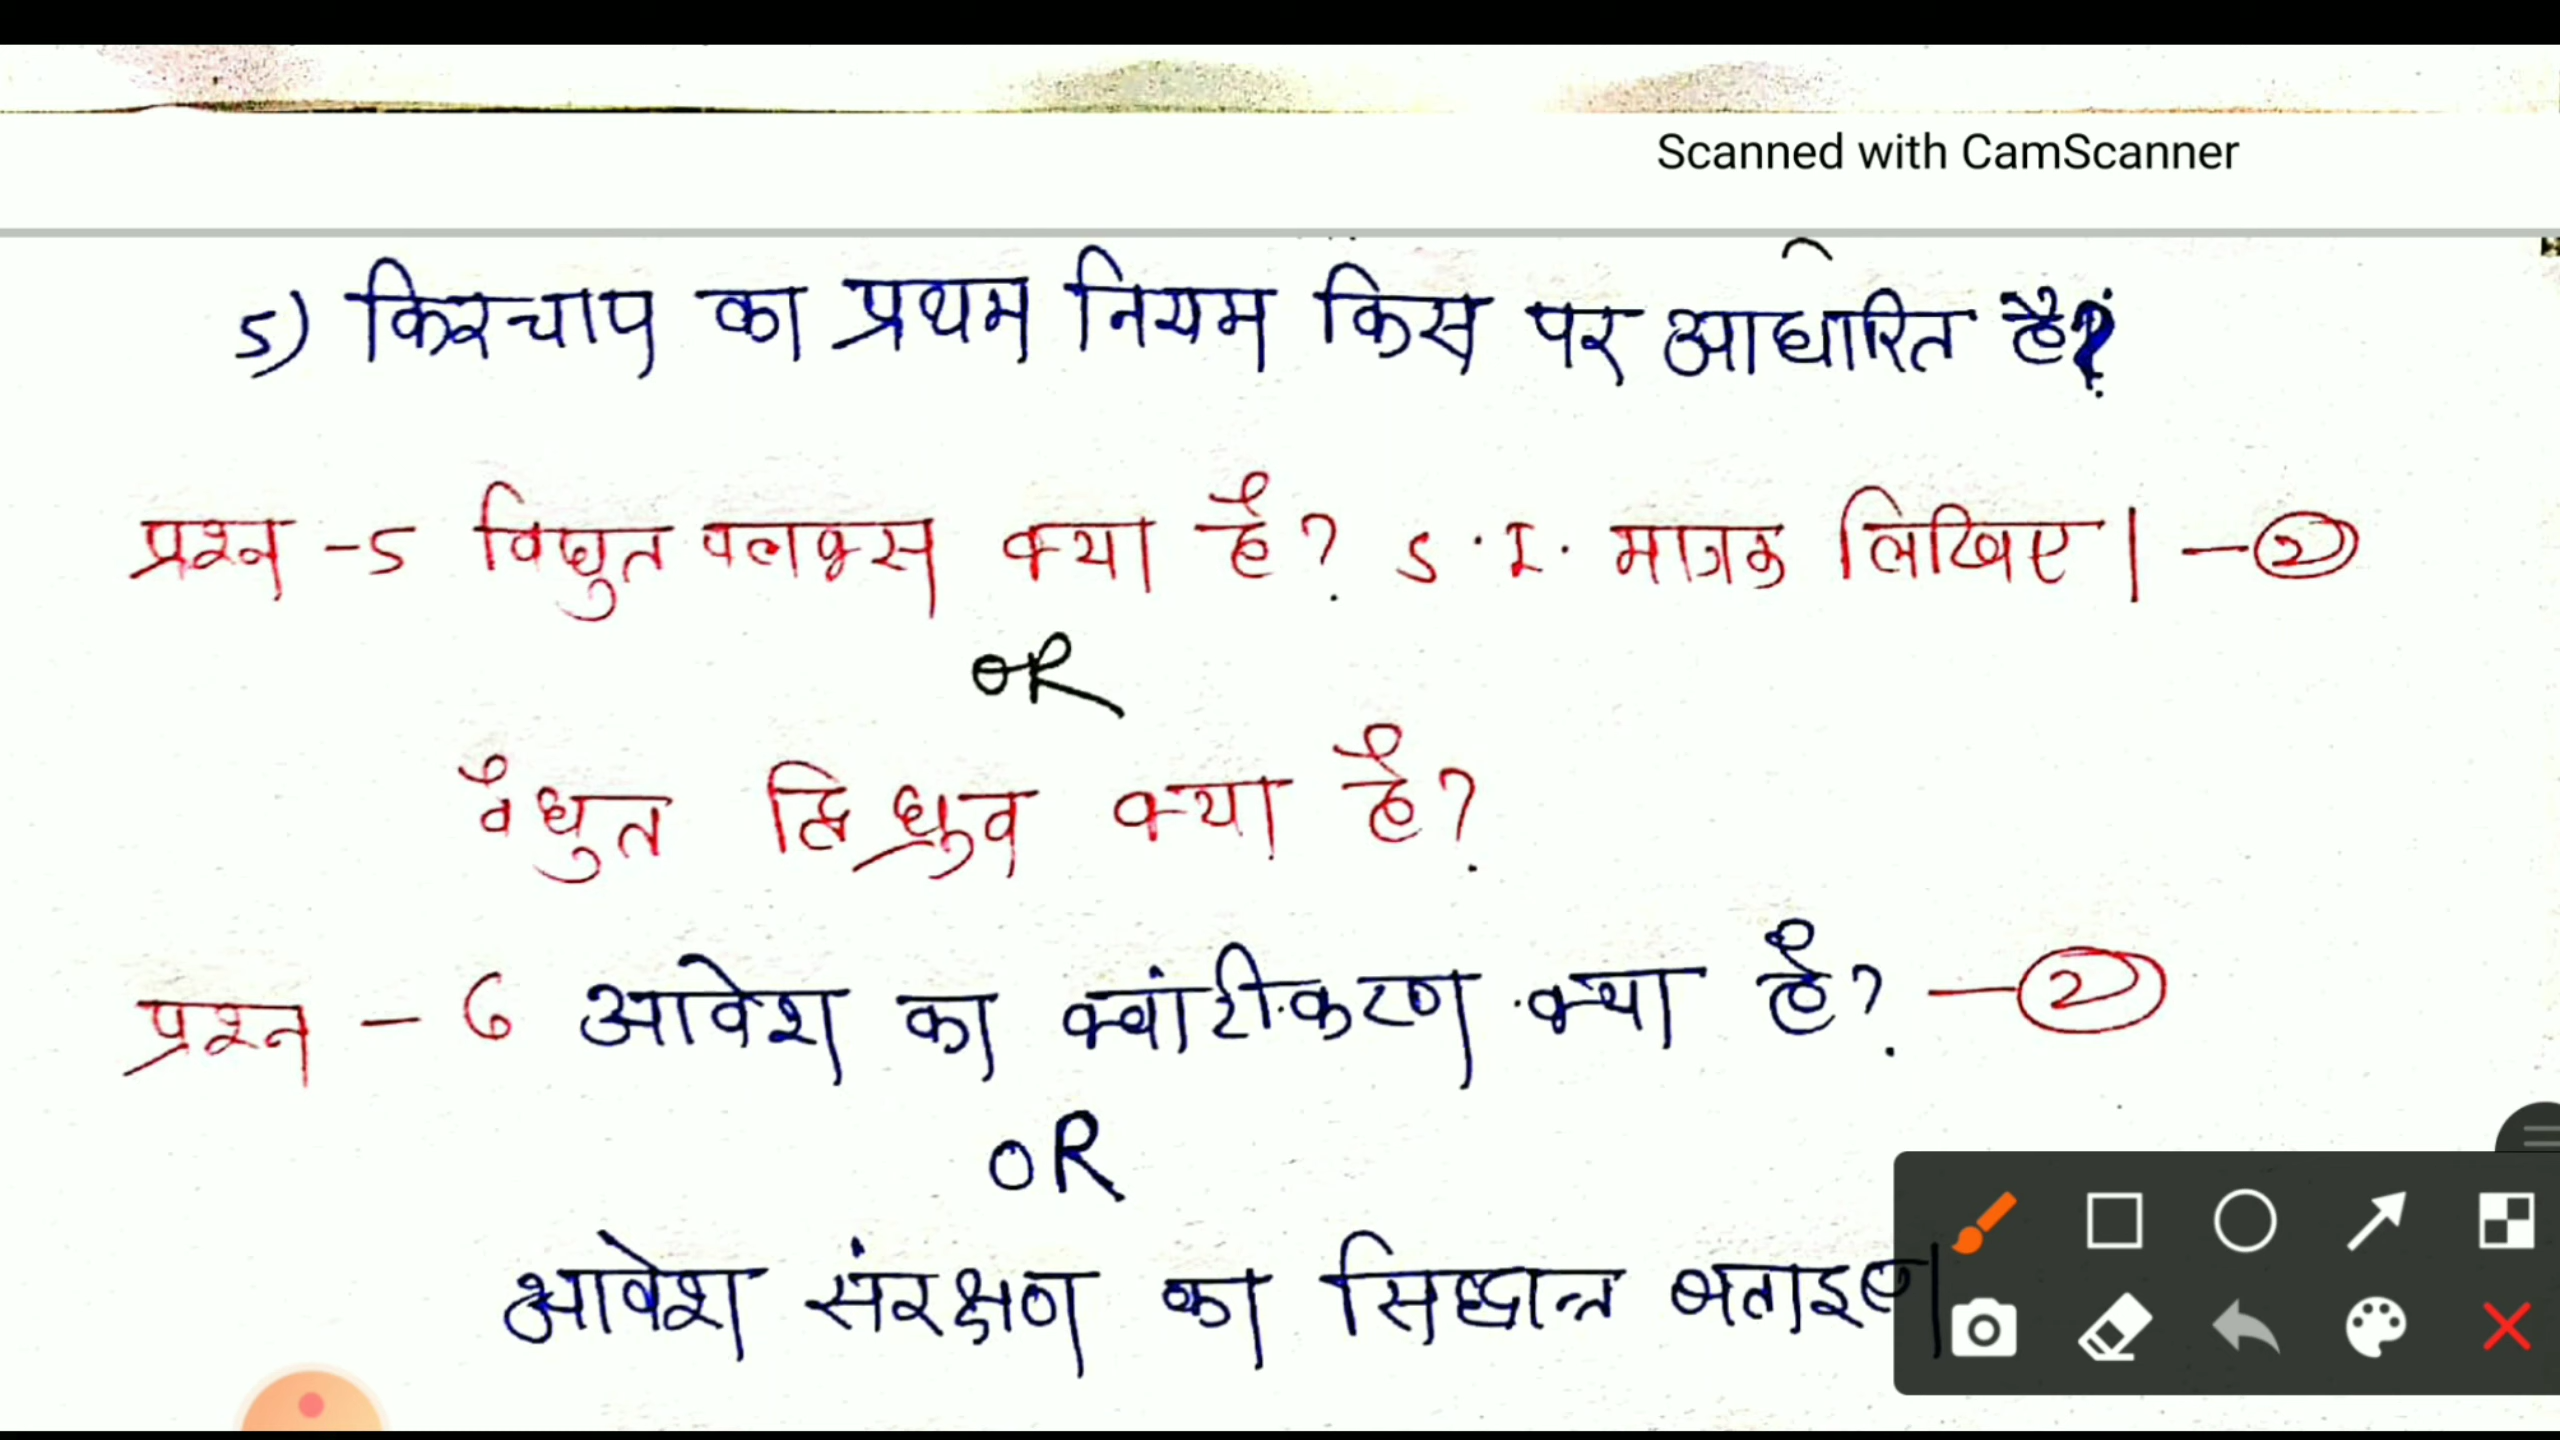 Scanned with CamScanner
5) किरचाप का प्रथम नियम किस पर आधारित है?
प्रश्न -5 विघुत फ्लक्स क्या है? S.I. मात्रक लिखिए। -②
OR
वैधुत द्विध्रुव क्या है?
प्रश्न - 6 आवेश का क्वांटीकरण क्या है? -②
OR
आवेश संरक्षण का सिद्धान्त बताइए।